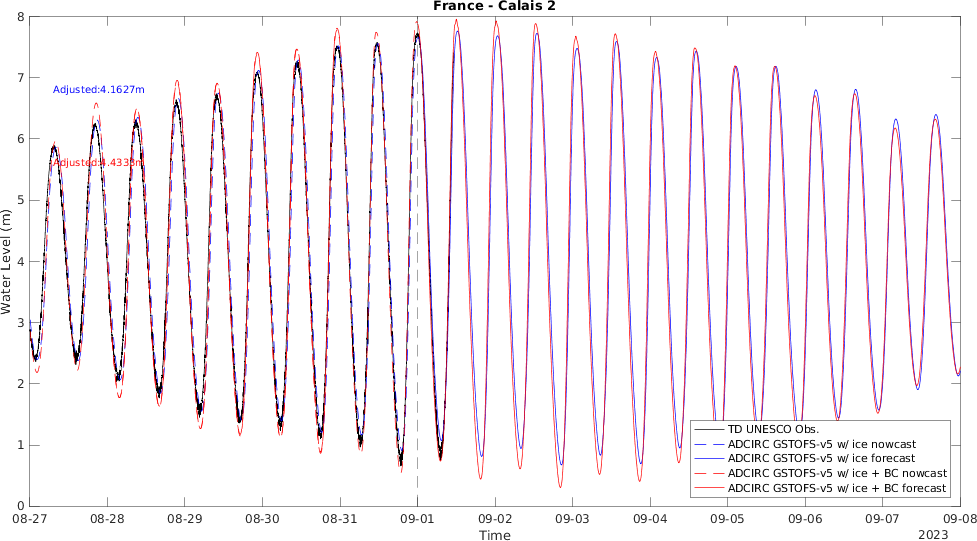 France - Calais 2
8
7
6
5
4
3
2
1
0
Water Level (m)
Adjusted:4.1627m
Adjusted:4.4333m
TD UNESCO Obs.
ADCIRC GSTOFS-v5 w/ ice nowcast
ADCIRC GSTOFS-v5 w/ ice forecast
ADCIRC GSTOFS-v5 w/ ice + BC nowcast
ADCIRC GSTOFS-v5 w/ ice + BC forecast
08-27 08-28 08-29 08-30 08-31 09-01 09-02 09-03 09-04 09-05 09-06 09-07 09-08
Time
2023